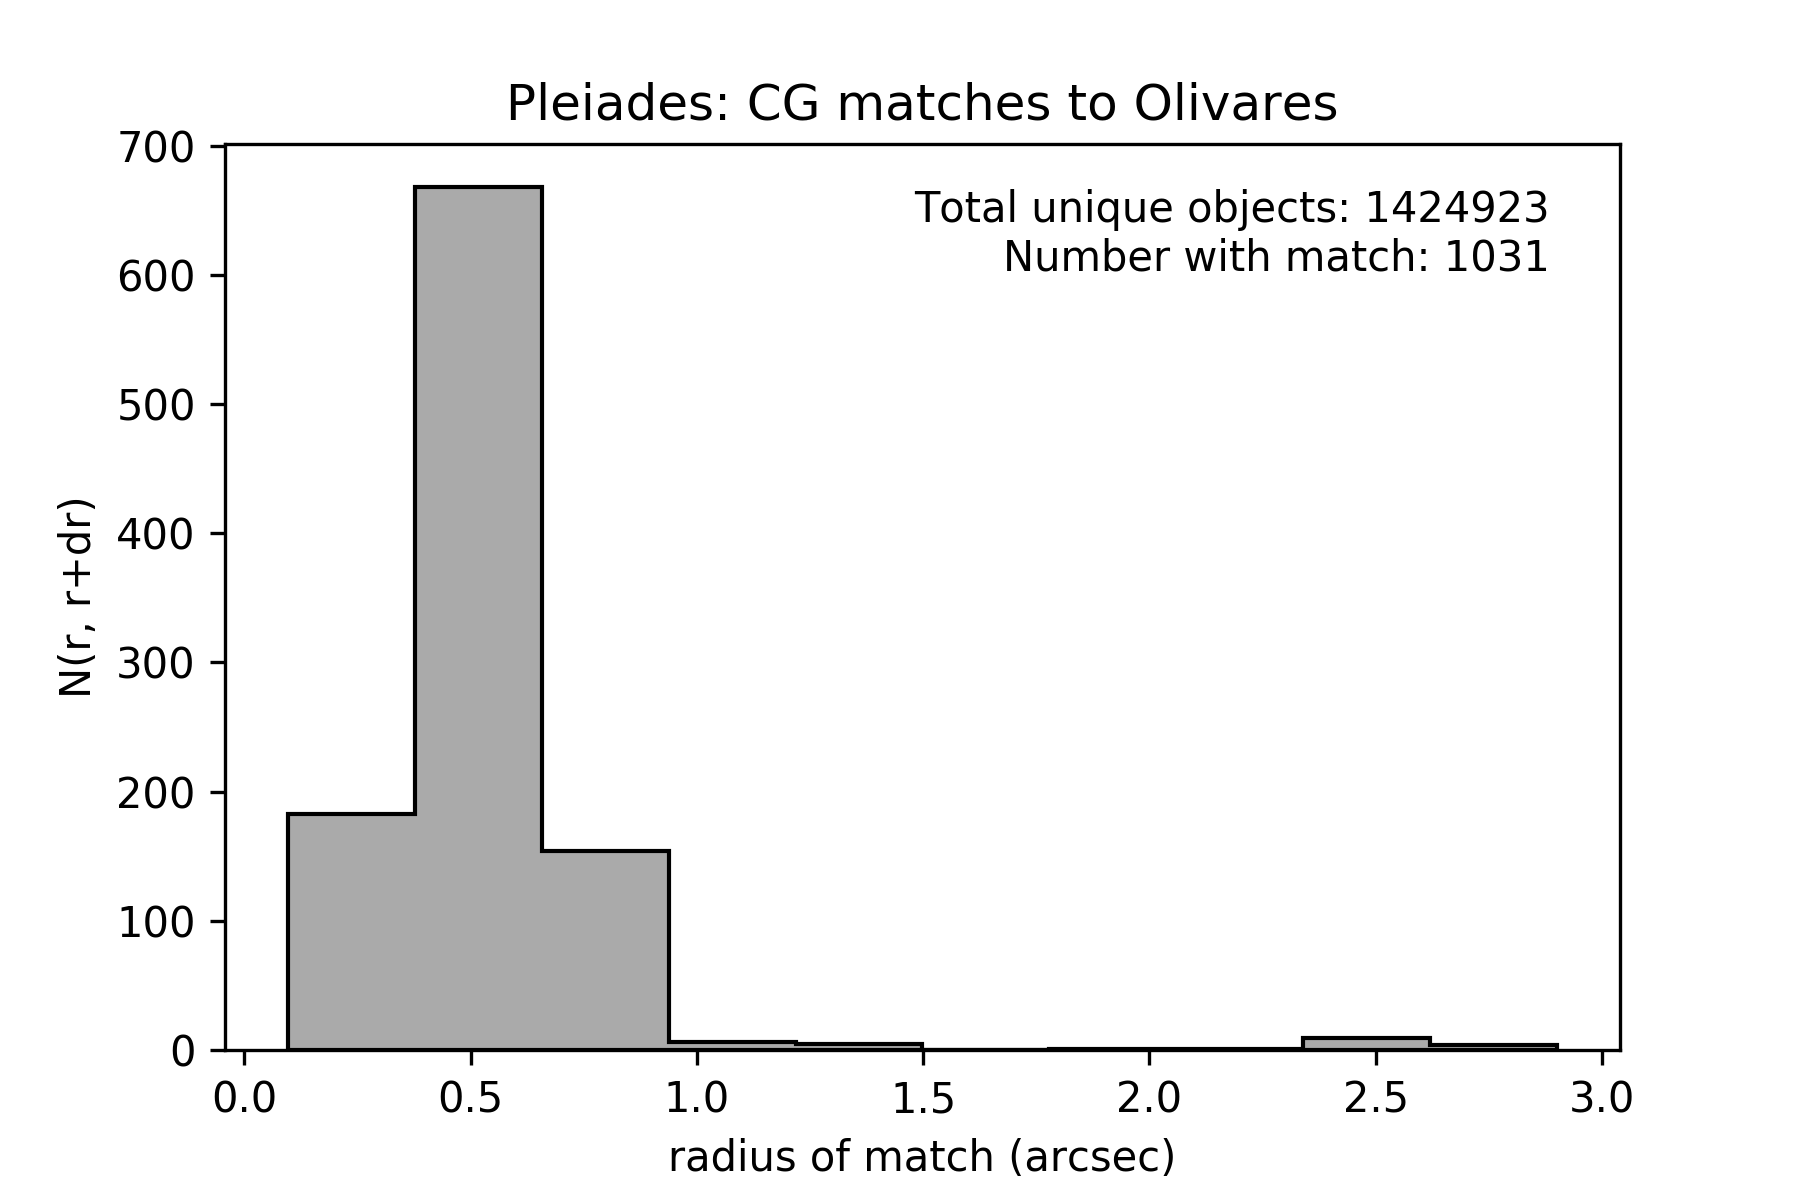 Pleiades: CG matches to Olivares
Total unique objects: 1424923
Number with match: 1031
N(r, r+dr)
700
600
500
400
300
200
100
0
0.0 0.5 1.0 1.5 2.0 2.5 3.0
radius of match (arcsec)